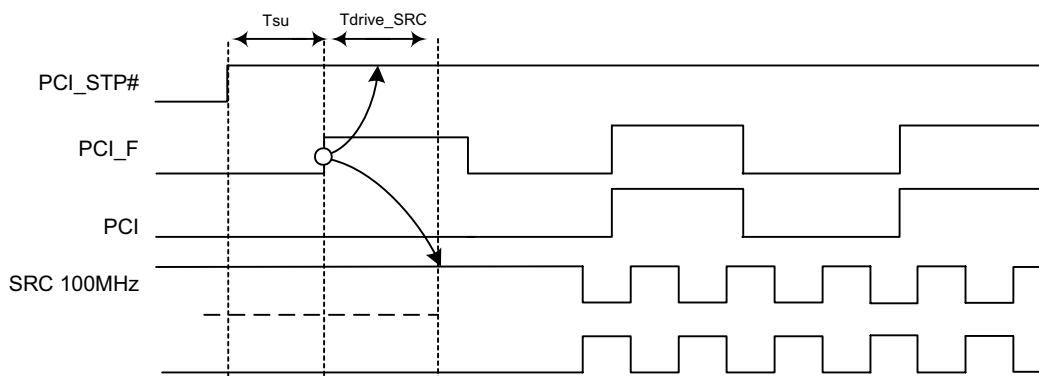 Tsu Tdrive_SRC
PCI_STP#
PCI_F
PCI
SRC 100MHz